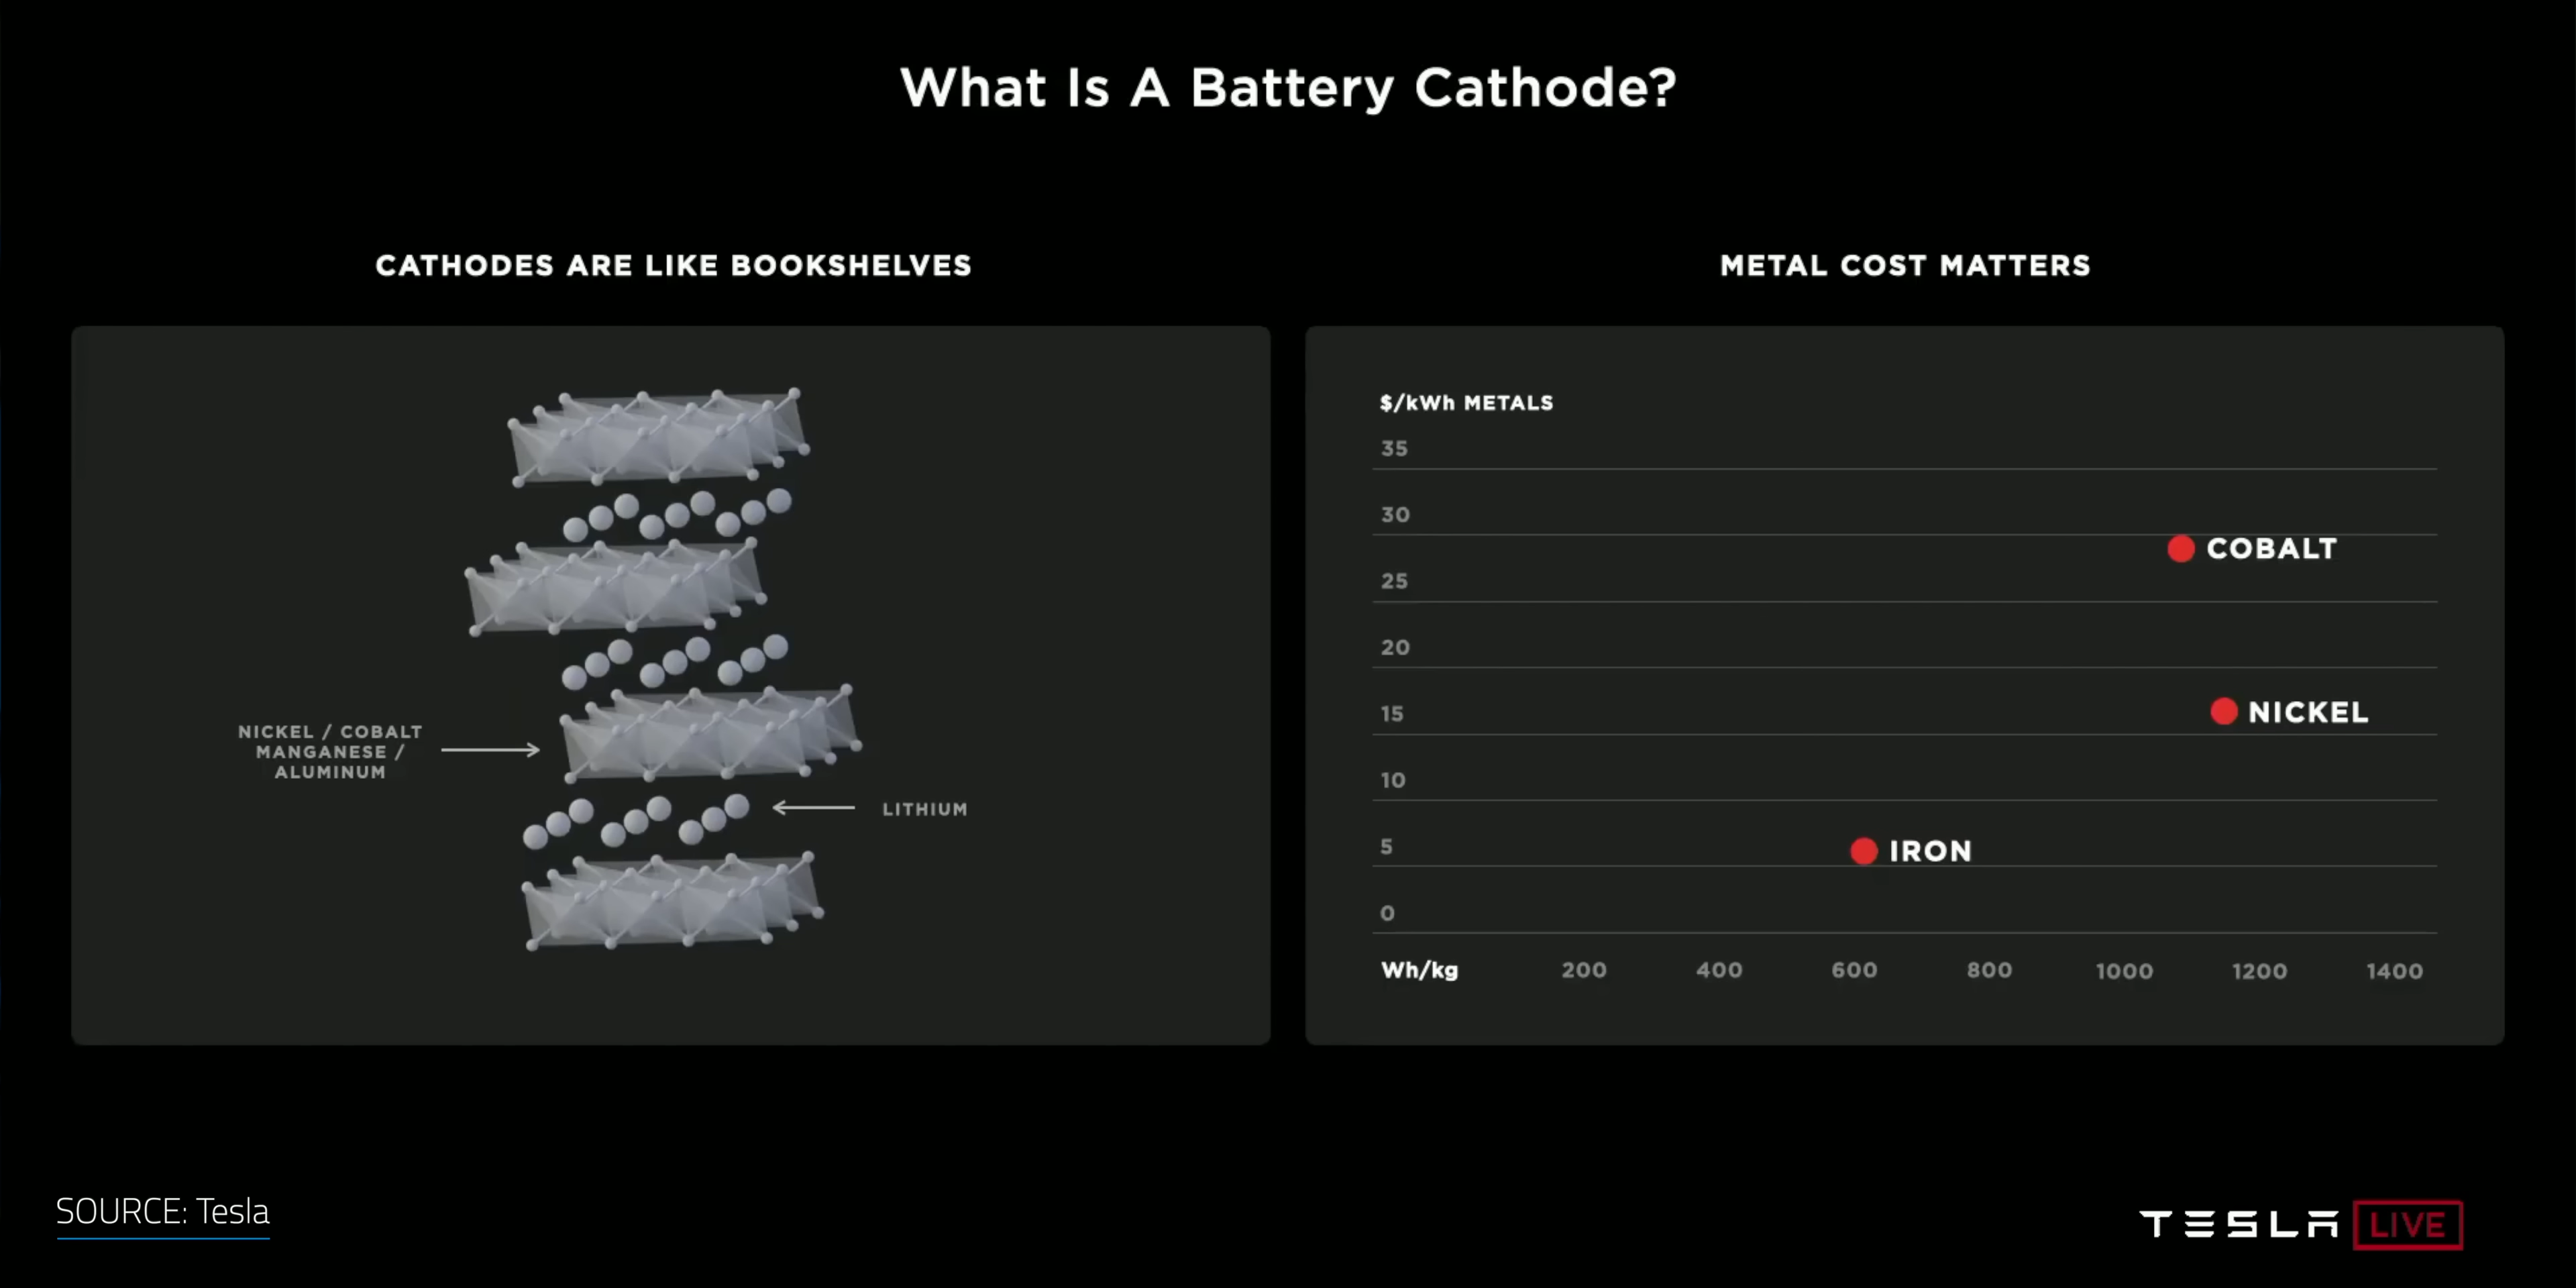 What Is A Battery Cathode?
CATHODES ARE LIKE BOOKSHELVES
NICKEL / COBALT
MANGANESE /
ALUMINUM
LITHIUM
METAL COST MATTERS
$/kWh METALS
35
30
25
20
15
10
5
0
COBALT
NICKEL
IRON
Wh/kg 200 400 600 800 1000 1200 1400
SOURCE: Tesla
TESLA LIVE